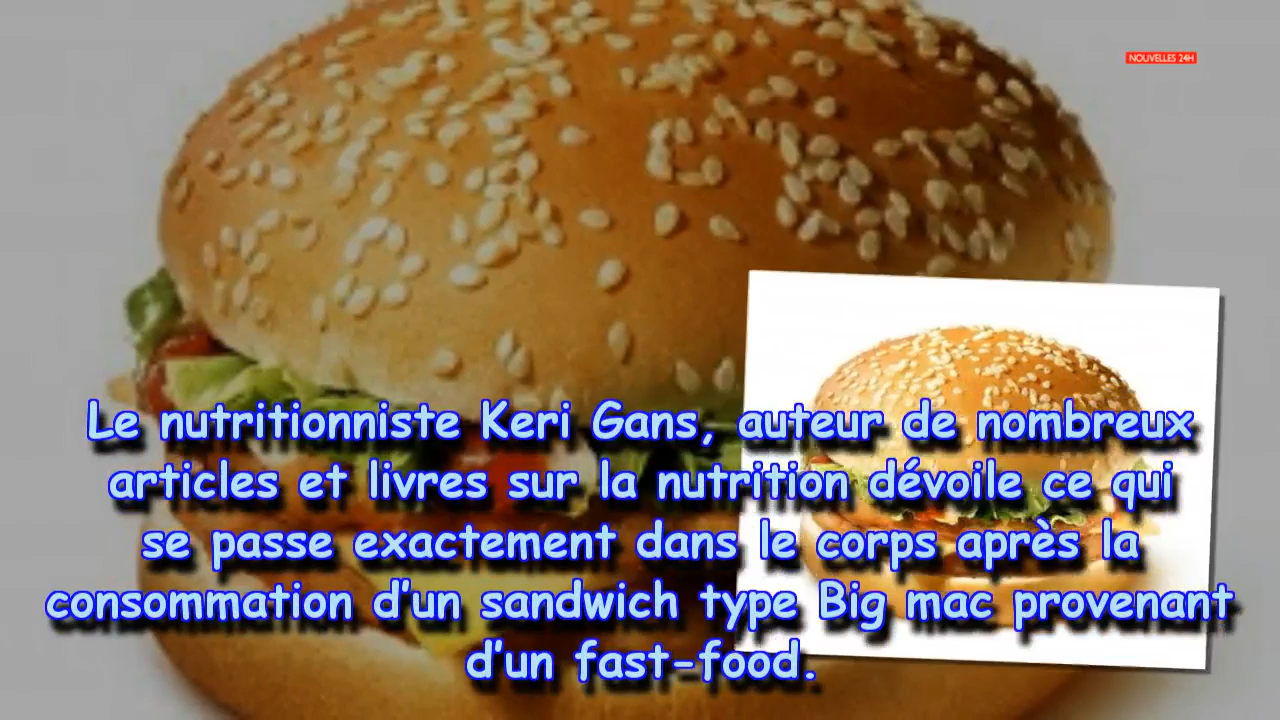 NOUVELLES 24H
Le nutritionniste Keri Gans, auteur de nombreux
articles et livres sur la nutrition dévoile ce qui
se passe exactement dans le corps après la
consommation d'un sandwich type Big mac provenant
d'un fast-food.